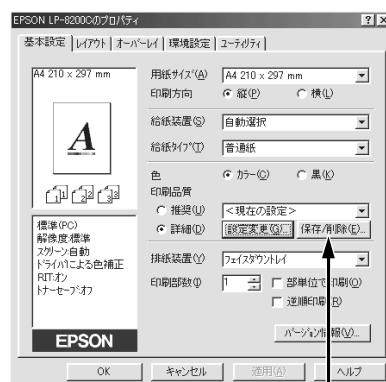 EPSON LP-8200Cのプロパティ
基本設定 レイアウト オーバーレイ 環境設定 ユーティリティ
A4 210 x 297 mm
A
1 1 2 2 3 3
標準(PC)
解像度:標準
スクリーン:自動
ドライバによる色補正
RIT:オン
トナーセーブ:オフ
EPSON
用紙サイズ(A) A4 210 x 297 mm
印刷方向 縦(P) 横(L)
給紙装置(S) 自動選択
給紙タイプ(T) 普通紙
色 カラー(C) 黒(K)
印刷品質
推奨(U) <現在の設定>
詳細(D) 設定変更(G)... 保存/削除(E)...
排紙装置(Y) フェイスダウントレイ
印刷部数(I) 1 部単位で印刷(O)
逆順印刷(R)
バージョン情報(V)...
OK キャンセル 適用(A) ヘルプ